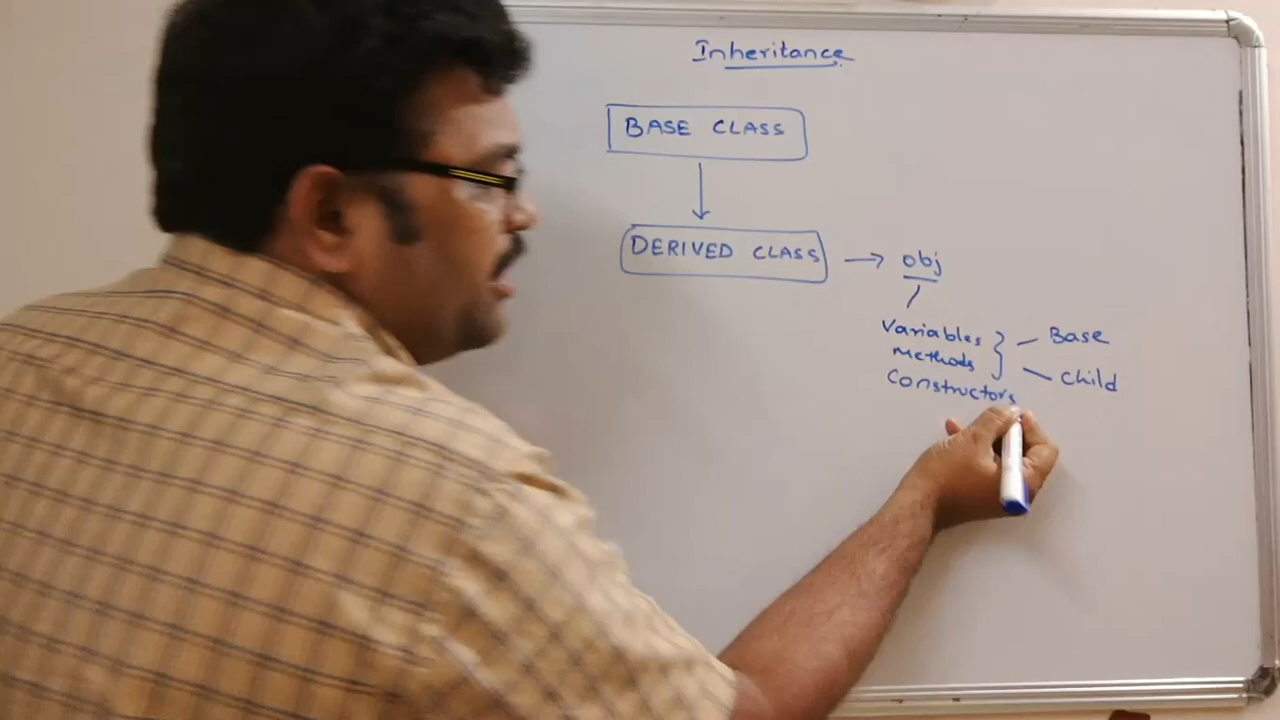 Inheritance
BASE CLASS
DERIVED CLASS → obj
Variables
Methods
Constructors
Base
Child